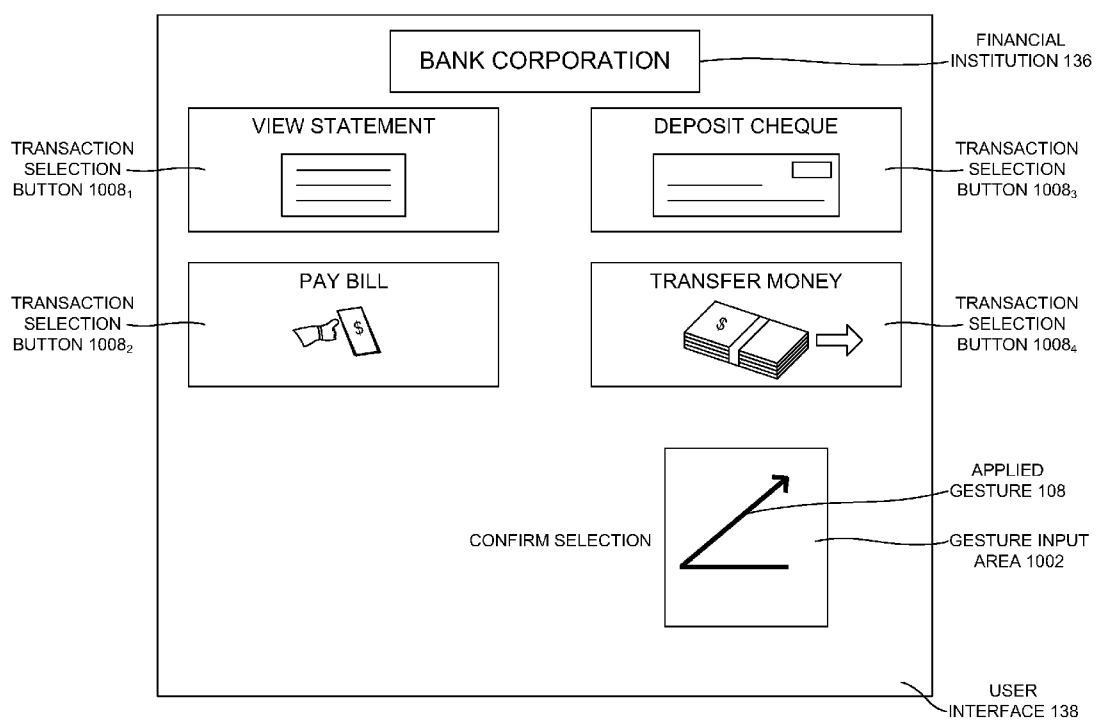 BANK CORPORATION
FINANCIAL
INSTITUTION 136
VIEW STATEMENT
DEPOSIT CHEQUE
TRANSACTION
SELECTION
BUTTON 1008₁
TRANSACTION
SELECTION
BUTTON 1008₃
PAY BILL
$
TRANSFER MONEY
$
TRANSACTION
SELECTION
BUTTON 1008₂
TRANSACTION
SELECTION
BUTTON 1008₄
APPLIED
GESTURE 108
CONFIRM SELECTION
GESTURE INPUT
AREA 1002
USER
INTERFACE 138